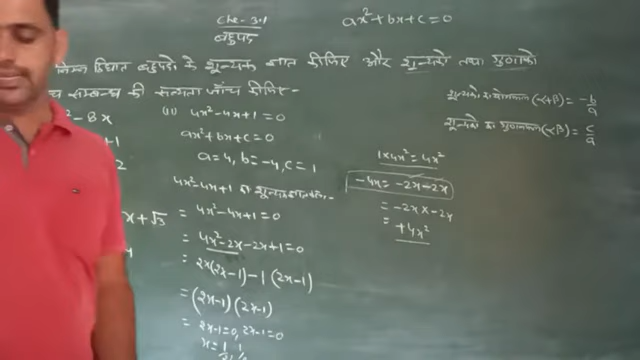 Che - 3.1
बहुपद
ax²+bx+c=0
निम्न द्विघात बहुपदो के शून्यक ज्ञात कीजिए और शून्यको तथा गुणांको
च सम्बन्ध की सत्यता जाँच कीजिए-
शून्यको का योगफल (α+β) = -b/a
शून्यको का गुणनफल (αβ) = c/a
² - 8x
+1
2
x + √3
(ii) 4x²-4x+1=0
ax²+bx+c=0
a=4, b=-4, c=1
4x²-4x+1 का
= 4x²-4x+1=0
= 4x²-2x-2x+1=0
= 2x(2x-1)-1(2x-1)
= (2x-1)(2x-1)
= 2x-1=0, 2x-1=0
1×4x²=4x²
-4x=-2x-2x
= -2x×-2x
= +4x²